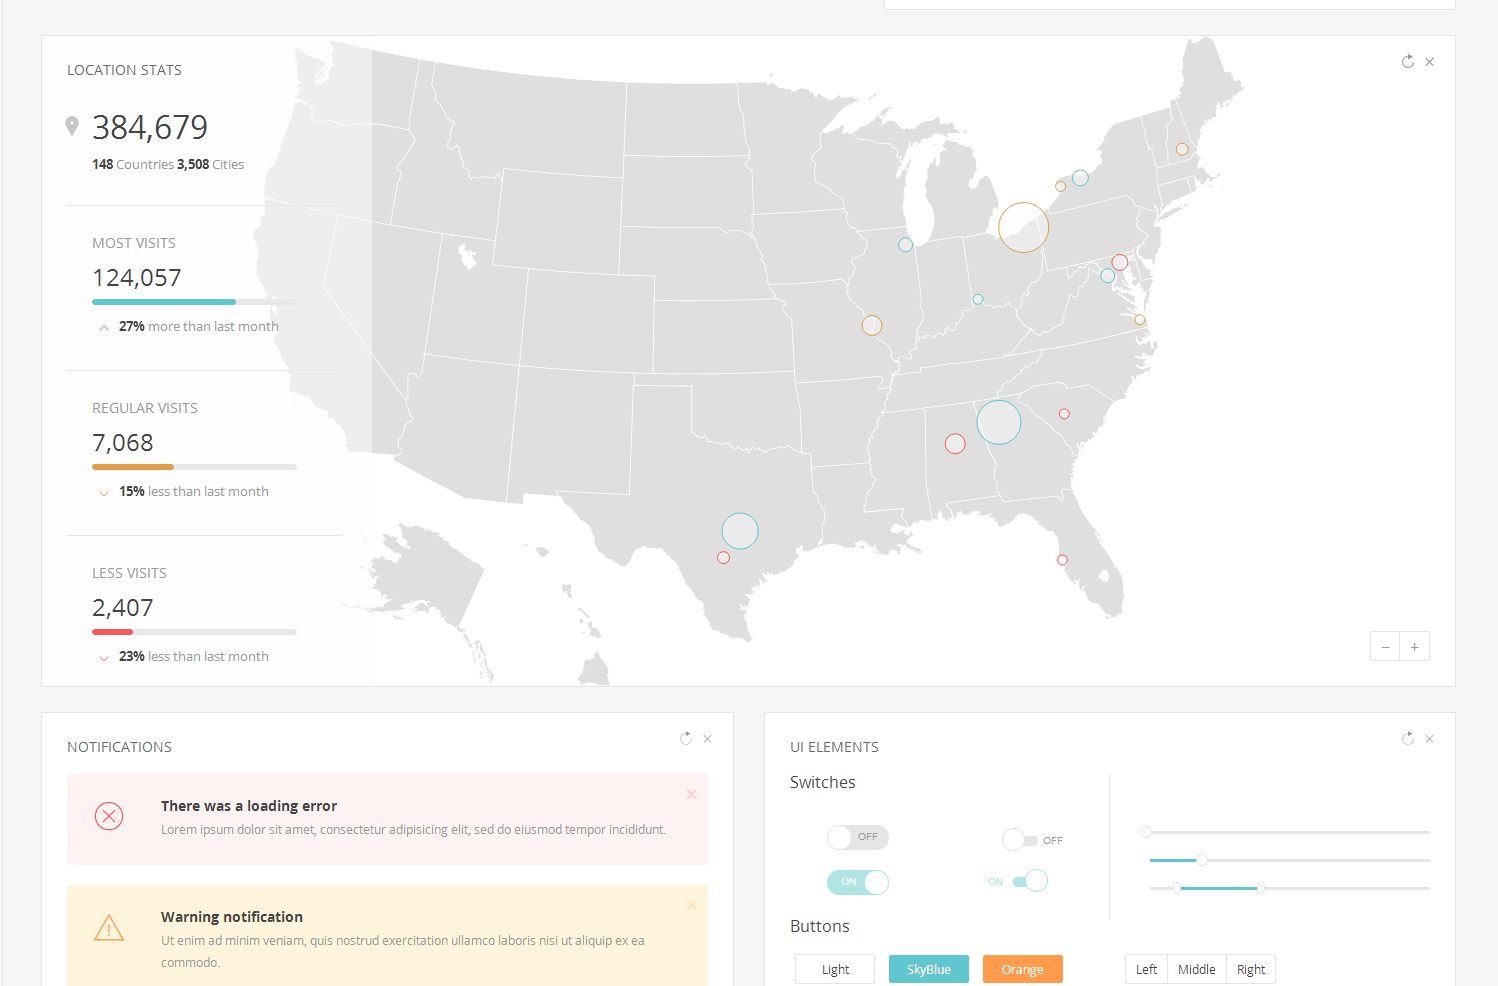 LOCATION STATS
384,679
148 Countries 3,508 Cities
MOST VISITS
124,057
27% more than last month
REGULAR VISITS
7,068
15% less than last month
LESS VISITS
2,407
23% less than last month
− +
NOTIFICATIONS
There was a loading error
Lorem ipsum dolor sit amet, consectetur adipisicing elit, sed do eiusmod tempor incididunt.
Warning notification
Ut enim ad minim veniam, quis nostrud exercitation ullamco laboris nisi ut aliquip ex ea
commodo.
UI ELEMENTS
Switches
OFF OFF
ON ON
Buttons
Light SkyBlue Orange Left Middle Right